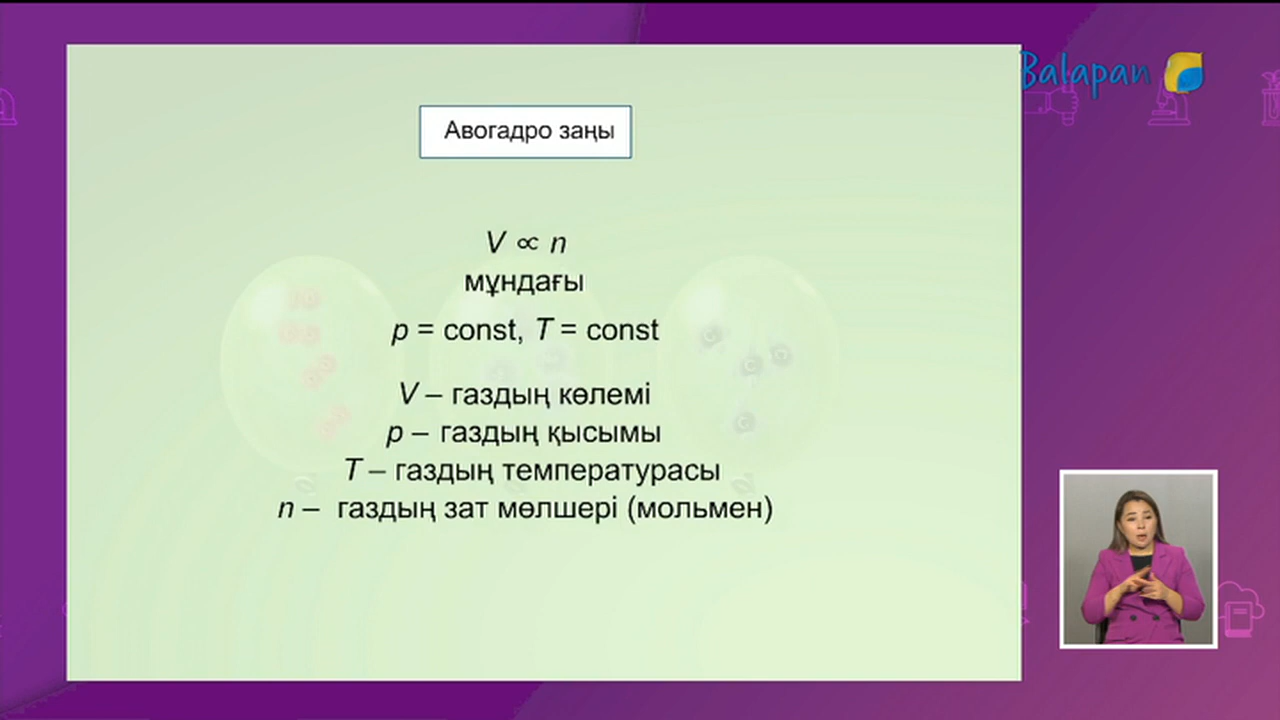 Balapan
Авогадро заңы
V ∝ n
мұндағы
p = const, T = const
V – газдың көлемі
p – газдың қысымы
T – газдың температурасы
n – газдың зат мөлшері (мольмен)